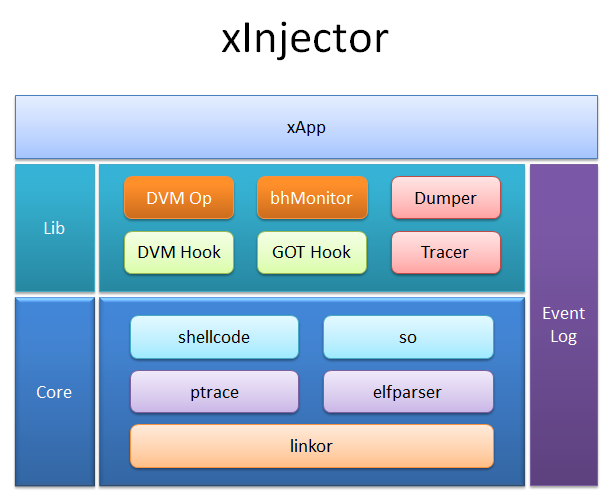 xInjector
xApp
Lib
DVM Op
bhMonitor
Dumper
DVM Hook
GOT Hook
Tracer
Event
Log
Core
shellcode
so
ptrace
elfparser
linkor